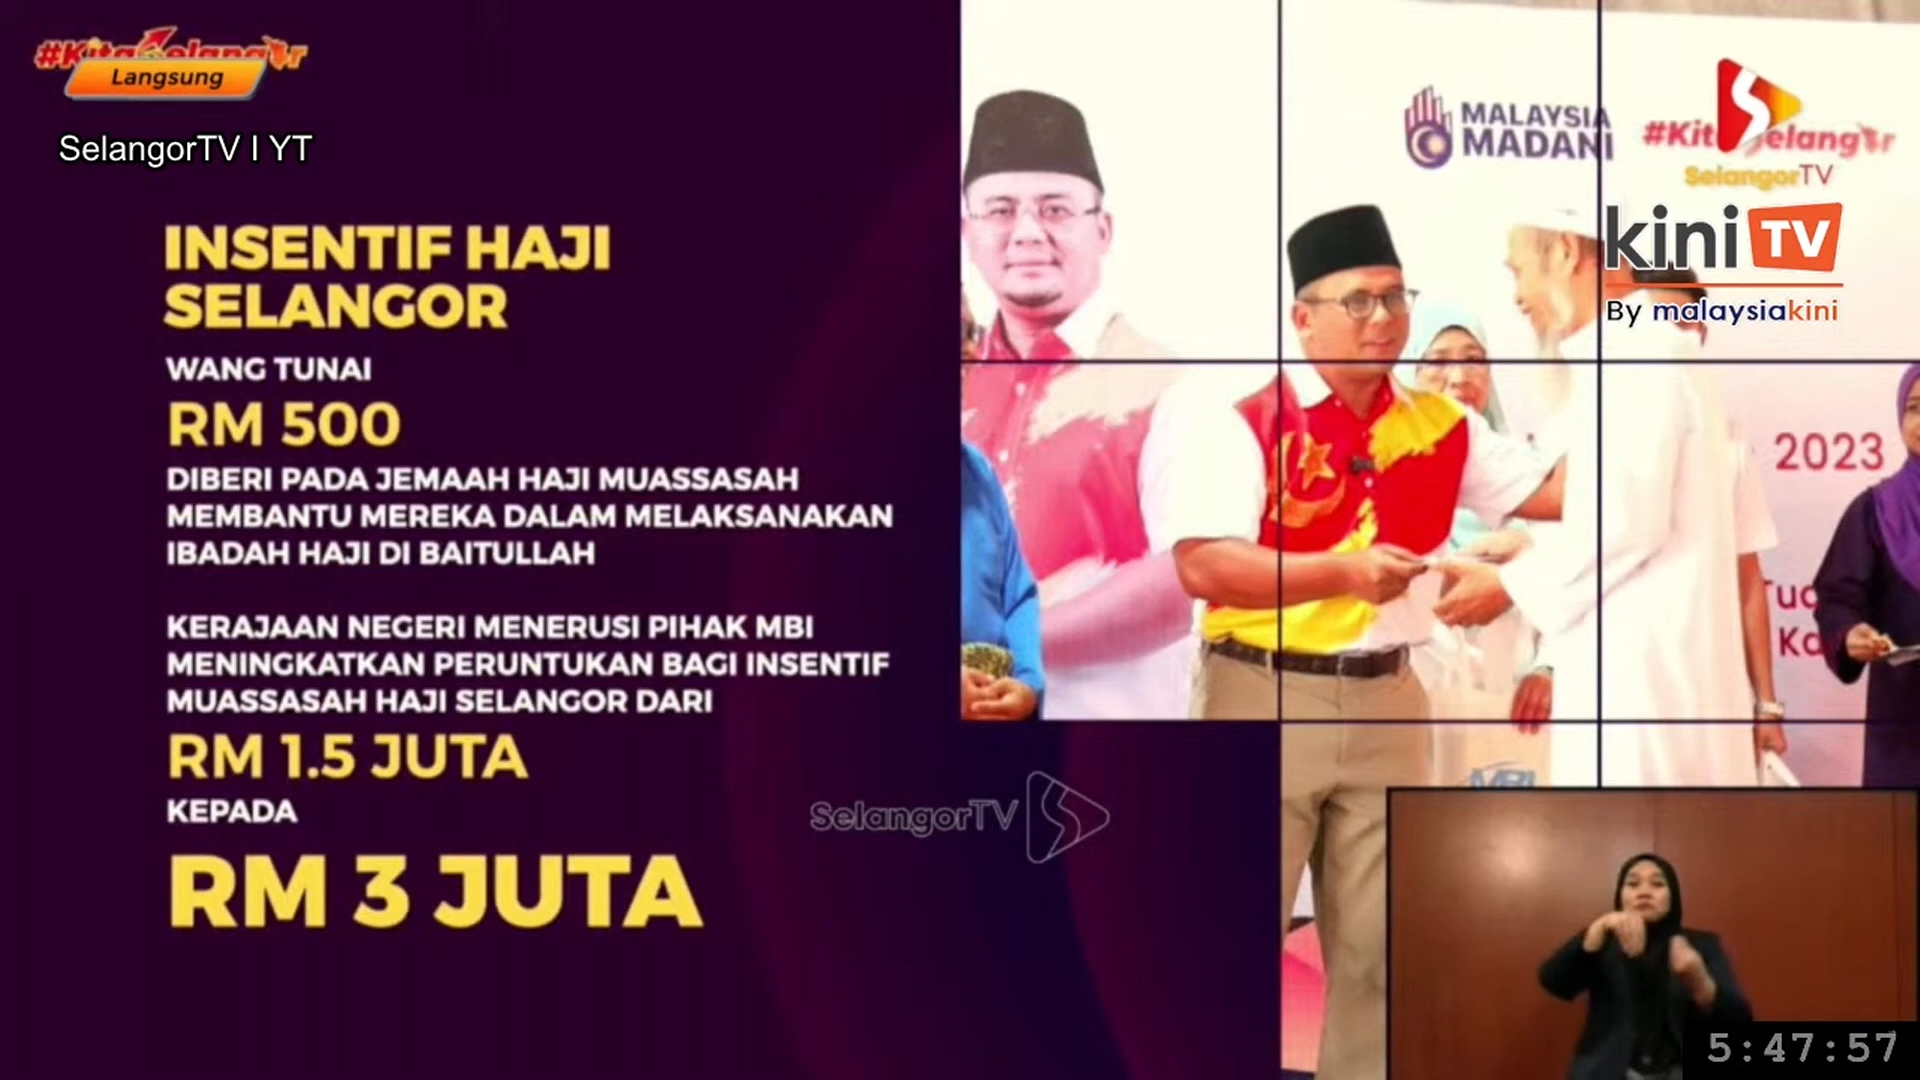 Langsung
SelangorTV I YT
INSENTIF HAJI
SELANGOR
WANG TUNAI
RM 500
DIBERI PADA JEMAAH HAJI MUASSASAH
MEMBANTU MEREKA DALAM MELAKSANAKAN
IBADAH HAJI DI BAITULLAH
KERAJAAN NEGERI MENERUSI PIHAK MBI
MENINGKATKAN PERUNTUKAN BAGI INSENTIF
MUASSASAH HAJI SELANGOR DARI
RM 1.5 JUTA
KEPADA
RM 3 JUTA
SelangorTV
MALAYSIA
MADANI
SelangorTV
kini TV
By malaysiakini
2023
5:47:57